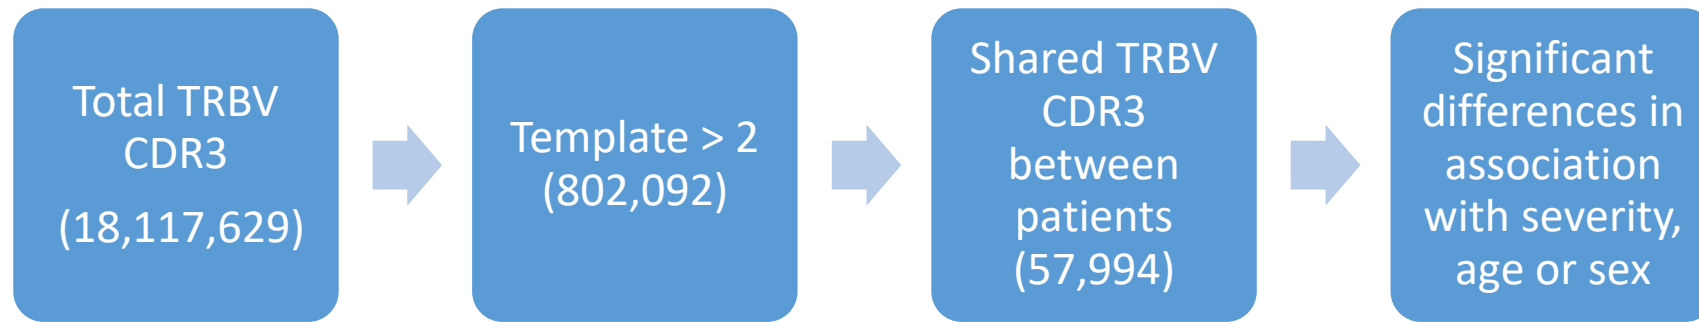 Total TRBV
CDR3
(18,117,629)
Template > 2
(802,092)
Shared TRBV
CDR3
between
patients
(57,994)
Significant
differences in
association
with severity,
age or sex